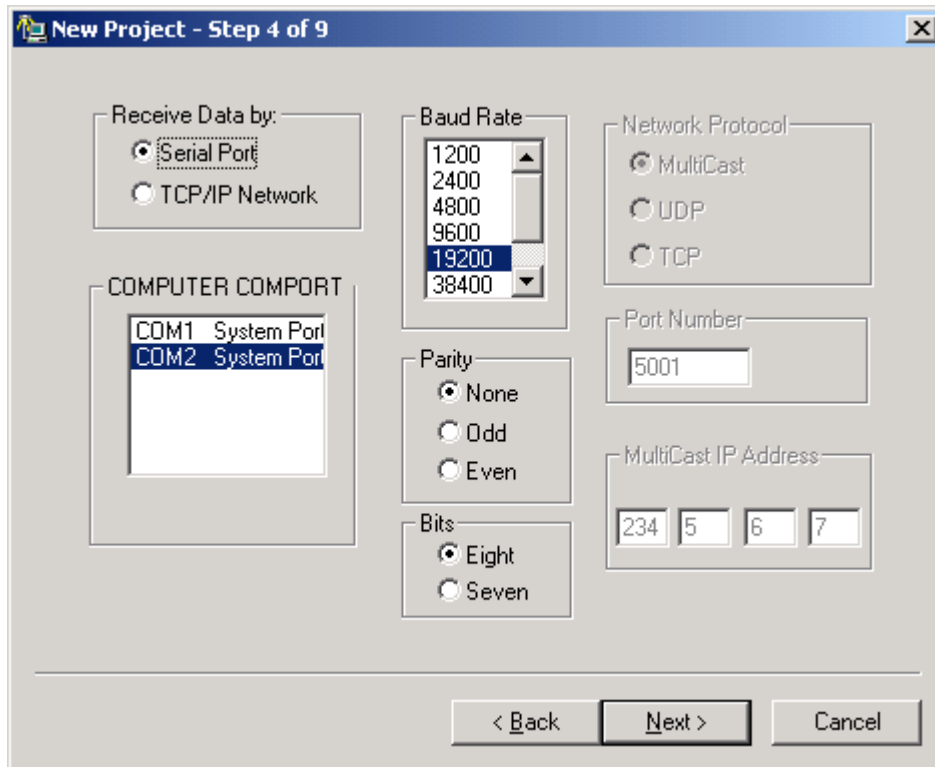 New Project - Step 4 of 9
Receive Data by:
Serial Port
TCP/IP Network
COMPUTER COMPORT
COM1 System Port
COM2 System Port
Baud Rate
1200
2400
4800
9600
19200
38400
Parity
None
Odd
Even
Bits
Eight
Seven
Network Protocol
MultiCast
UDP
TCP
Port Number
5001
MultiCast IP Address
234 5 6 7
< Back Next > Cancel